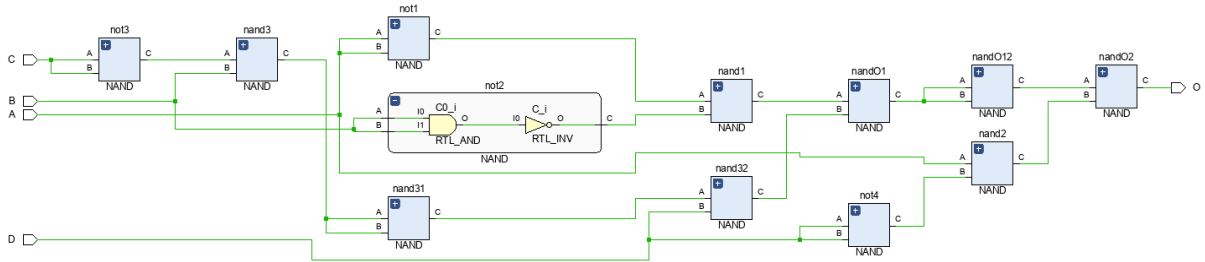 not1
not3
nand3
A
C
B
NAND
C
A
C
B
NAND
A
C
B
NAND
B
A
not2
C0_i
C_i
A
I0
O
I0
O
C
B
I1
RTL_AND
RTL_INV
NAND
nand1
A
C
B
NAND
nandO1
A
C
B
NAND
nandO12
A
C
B
NAND
nandO2
A
C
B
NAND
O
nand2
A
C
B
NAND
nand31
A
C
B
NAND
nand32
A
C
B
NAND
not4
A
C
B
NAND
D